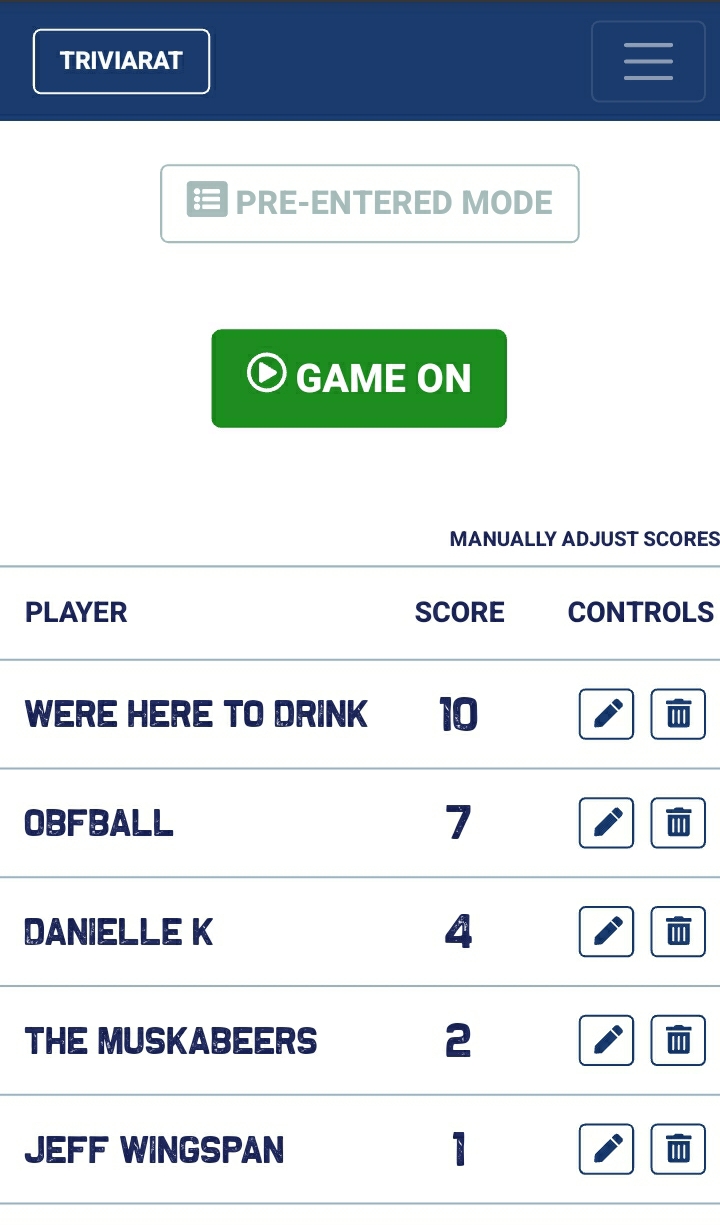 TRIVIARAT
PRE-ENTERED MODE
GAME ON
MANUALLY ADJUST SCORES
PLAYER SCORE CONTROLS
WERE HERE TO DRINK 10
OBFBALL 7
DANIELLE K 4
THE MUSKABEERS 2
JEFF WINGSPAN 1